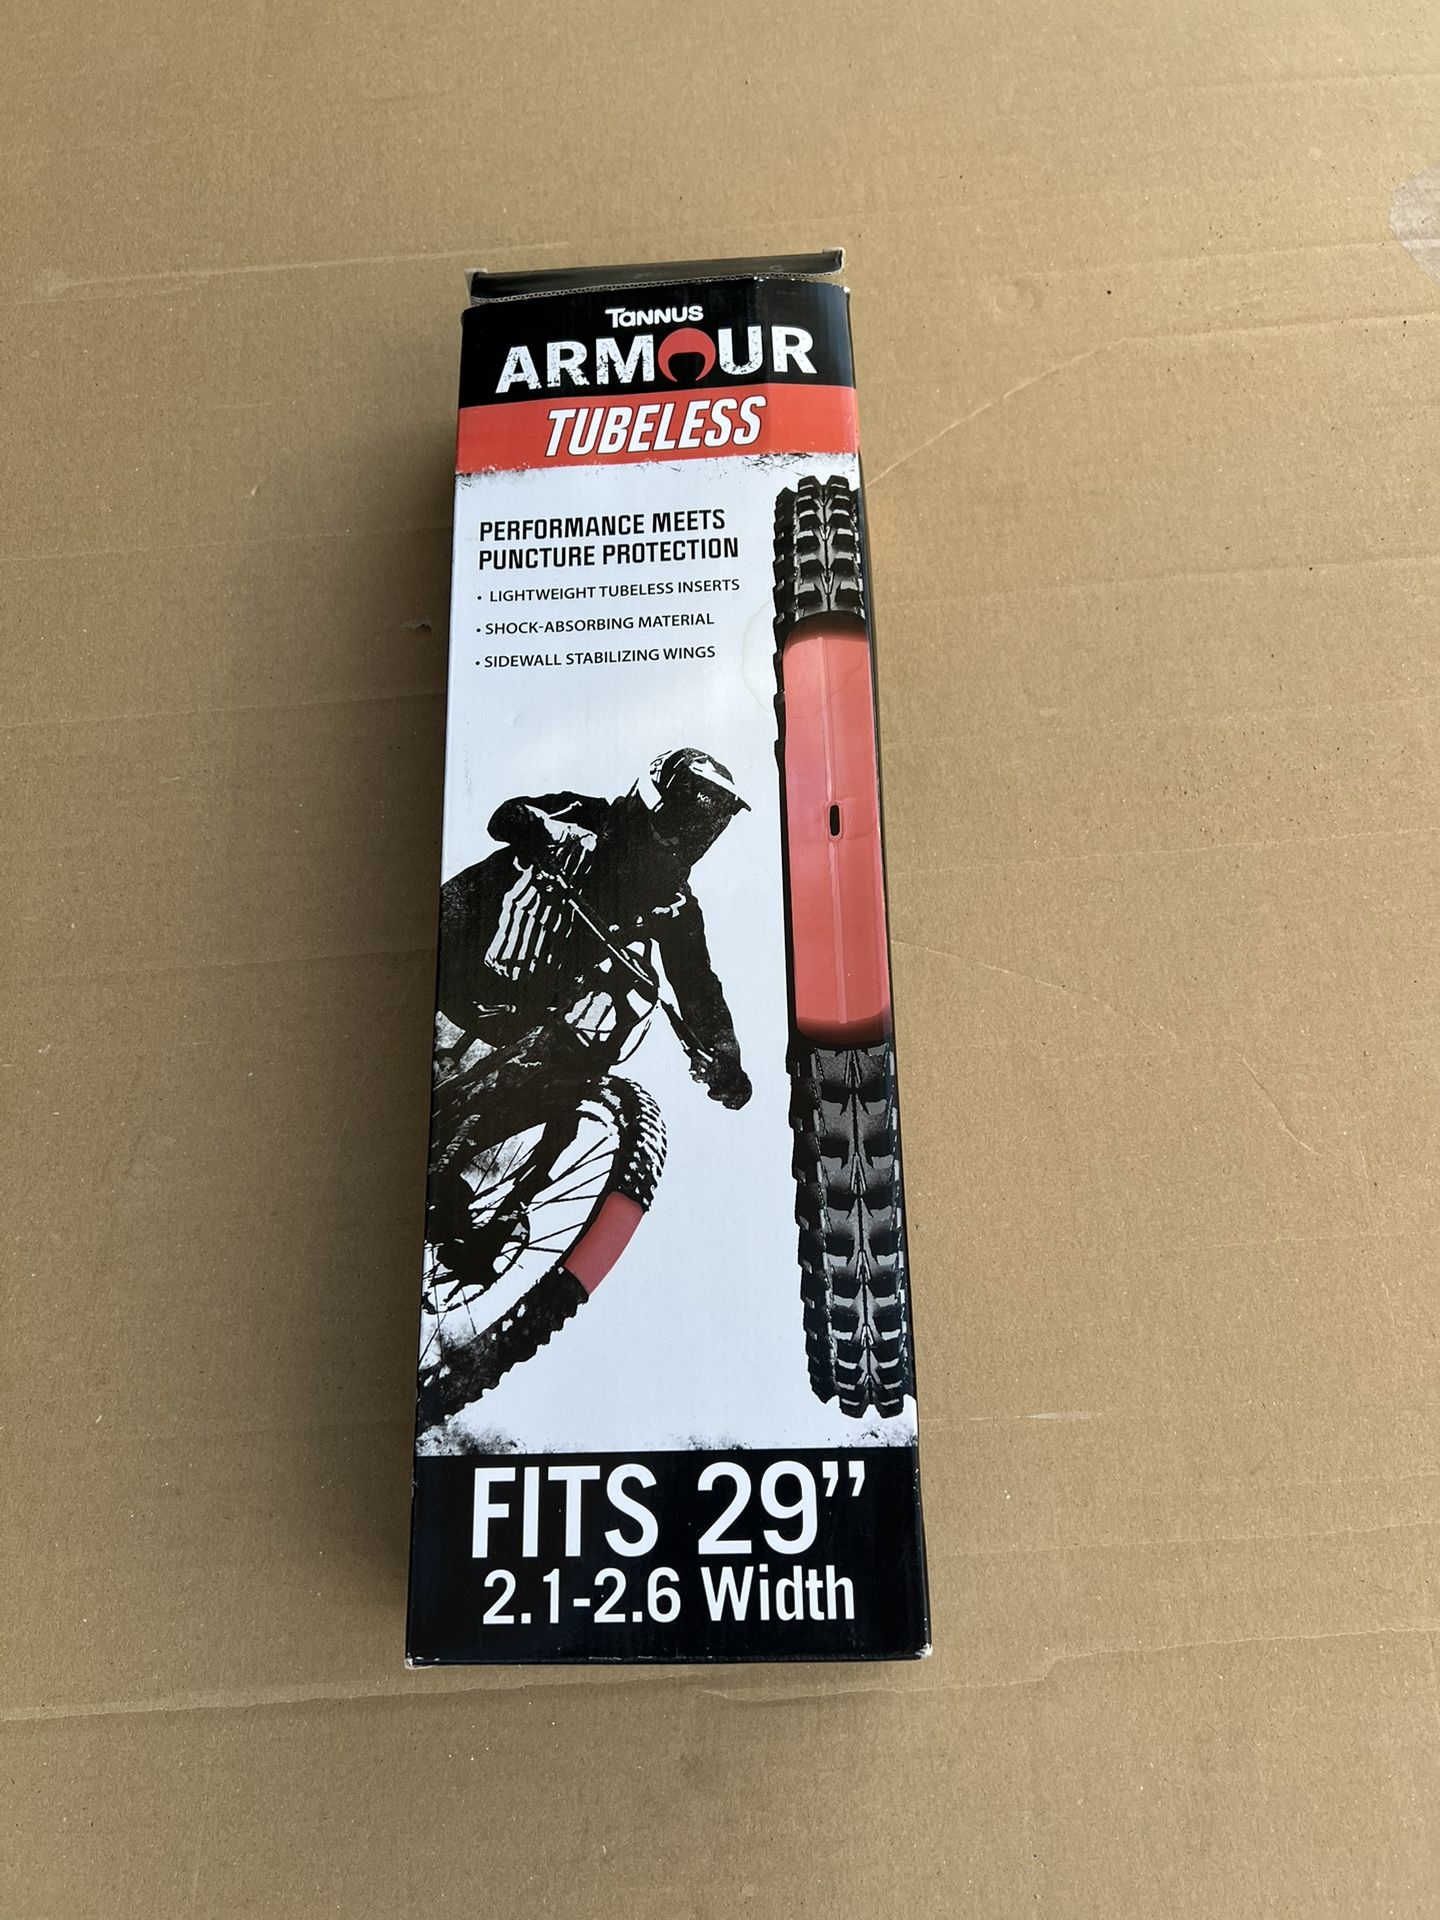 TANNUS
ARMOUR
TUBELESS
PERFORMANCE MEETS
PUNCTURE PROTECTION
• LIGHTWEIGHT TUBELESS INSERTS
• SHOCK-ABSORBING MATERIAL
• SIDEWALL STABILIZING WINGS
FITS 29”
2.1-2.6 Width